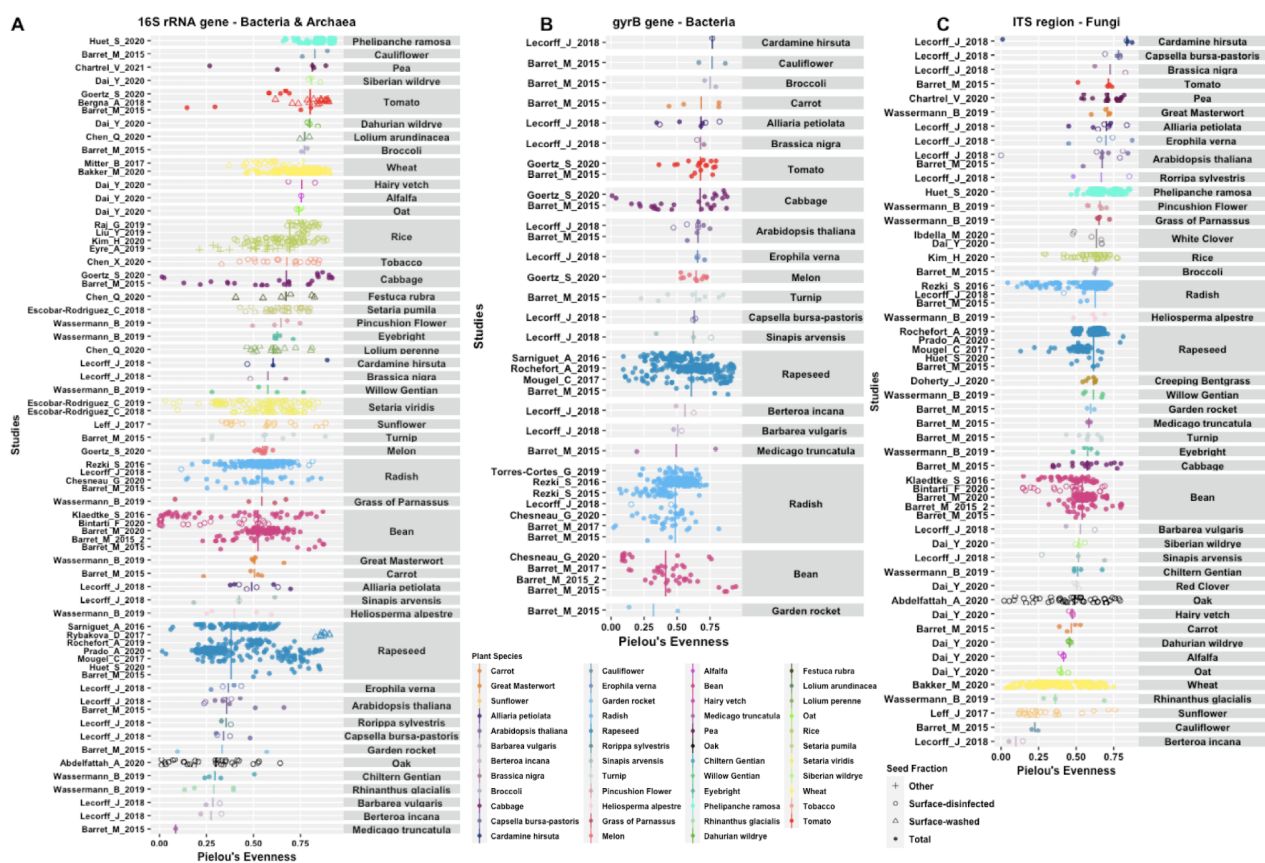 A
16S rRNA gene - Bacteria & Archaea
Studies
Huet_S_2020 Phelipanche ramosa
Barret_M_2015 Cauliflower
Chartrel_V_2021 Pea
Dai_Y_2020 Siberian wildrye
Goertz_S_2020
Bergna_A_2018 Tomato
Barret_M_2015
Dai_Y_2020 Dahurian wildrye
Chen_Q_2020 Lolium arundinacea
Barret_M_2015 Broccoli
Mitter_B_2017 Wheat
Bakker_M_2020
Dai_Y_2020 Hairy vetch
Dai_Y_2020 Alfalfa
Dai_Y_2020 Oat
Raj_G_2019
Liu_Y_2019 Rice
Kim_H_2020
Eyre_A_2019
Chen_X_2020 Tobacco
Goertz_S_2020 Cabbage
Barret_M_2015
Chen_Q_2020 Festuca rubra
Escobar-Rodriguez_C_2018 Setaria pumila
Wassermann_B_2019 Pincushion Flower
Wassermann_B_2019 Eyebright
Chen_Q_2020 Lolium perenne
Lecorff_J_2018 Cardamine hirsuta
Lecorff_J_2018 Brassica nigra
Wassermann_B_2019 Willow Gentian
Escobar-Rodriguez_C_2019 Setaria viridis
Escobar-Rodriguez_C_2018
Leff_J_2017 Sunflower
Barret_M_2015 Turnip
Goertz_S_2020 Melon
Rezki_S_2016
Lecorff_J_2018 Radish
Chesneau_G_2020
Barret_M_2015
Wassermann_B_2019 Grass of Parnassus
Klaedtke_S_2016
Bintarti_F_2020
Barret_M_2020 Bean
Barret_M_2015_2
Barret_M_2015
Wassermann_B_2019 Great Masterwort
Barret_M_2015 Carrot
Lecorff_J_2018 Alliaria petiolata
Lecorff_J_2018 Sinapis arvensis
Wassermann_B_2019 Heliosperma alpestre
Sarniguet_A_2016
Rybakova_D_2017
Rochefort_A_2019
Prado_A_2020 Rapeseed
Mougel_C_2017
Huet_S_2020
Barret_M_2015
Lecorff_J_2018 Erophila verna
Lecorff_J_2018 Arabidopsis thaliana
Barret_M_2015
Lecorff_J_2018 Rorippa sylvestris
Lecorff_J_2018 Capsella bursa-pastoris
Barret_M_2015 Garden rocket
Abdelfattah_A_2020 Oak
Wassermann_B_2019 Chiltern Gentian
Wassermann_B_2019 Rhinanthus glacialis
Lecorff_J_2018 Barbarea vulgaris
Lecorff_J_2018 Berteroa incana
Barret_M_2015 Medicago truncatula
0.00 0.25 0.50 0.75
Pielou's Evenness
B
gyrB gene - Bacteria
Studies
Lecorff_J_2018 Cardamine hirsuta
Barret_M_2015 Cauliflower
Barret_M_2015 Broccoli
Barret_M_2015 Carrot
Lecorff_J_2018 Alliaria petiolata
Lecorff_J_2018 Brassica nigra
Goertz_S_2020 Tomato
Barret_M_2015
Goertz_S_2020 Cabbage
Barret_M_2015
Lecorff_J_2018 Arabidopsis thaliana
Barret_M_2015
Lecorff_J_2018 Erophila verna
Goertz_S_2020 Melon
Barret_M_2015 Turnip
Lecorff_J_2018 Capsella bursa-pastoris
Lecorff_J_2018 Sinapis arvensis
Sarniguet_A_2016
Rochefort_A_2019 Rapeseed
Mougel_C_2017
Barret_M_2015
Lecorff_J_2018 Berteroa incana
Lecorff_J_2018 Barbarea vulgaris
Barret_M_2015 Medicago truncatula
Torres-Cortes_G_2019
Rezki_S_2016
Rezki_S_2015
Lecorff_J_2018 Radish
Chesneau_G_2020
Barret_M_2017
Barret_M_2015
Chesneau_G_2020
Barret_M_2017 Bean
Barret_M_2015_2
Barret_M_2015
Barret_M_2015 Garden rocket
0.00 0.25 0.50 0.75
Pielou's Evenness
C
ITS region - Fungi
Studies
Lecorff_J_2018 Cardamine hirsuta
Lecorff_J_2018 Capsella bursa-pastoris
Lecorff_J_2018 Brassica nigra
Barret_M_2015 Tomato
Chartrel_V_2021 Pea
Wassermann_B_2019 Great Masterwort
Lecorff_J_2018 Alliaria petiolata
Lecorff_J_2018 Erophila verna
Lecorff_J_2018 Arabidopsis thaliana
Barret_M_2015
Lecorff_J_2018 Rorripa sylvestris
Huet_S_2020 Phelipanche ramosa
Wassermann_B_2019 Pincushion Flower
Wassermann_B_2019 Grass of Parnassus
Ibdella_M_2020 White Clover
Dai_Y_2020
Kim_H_2020 Rice
Barret_M_2015 Broccoli
Rezki_S_2016
Lecorff_J_2018 Radish
Barret_M_2015
Wassermann_B_2019 Heliosperma alpestre
Rochefort_A_2019
Prado_A_2020
Mougel_C_2017 Rapeseed
Huet_S_2020
Barret_M_2015
Doherty_J_2020 Creeping Bentgrass
Wassermann_B_2019 Willow Gentian
Barret_M_2015 Garden rocket
Barret_M_2015 Medicago truncatula
Barret_M_2015 Turnip
Wassermann_B_2019 Eyebright
Barret_M_2015 Cabbage
Klaedtke_S_2016
Bintarti_F_2020
Barret_M_2020 Bean
Barret_M_2015_2
Barret_M_2015
Lecorff_J_2018 Barbarea vulgaris
Dai_Y_2020 Siberian wildrye
Lecorff_J_2018 Sinapis arvensis
Wassermann_B_2019 Chiltern Gentian
Dai_Y_2020 Red Clover
Abdelfattah_A_2020 Oak
Dai_Y_2020 Hairy vetch
Barret_M_2015 Carrot
Dai_Y_2020 Dahurian wildrye
Dai_Y_2020 Alfalfa
Dai_Y_2020 Oat
Bakker_M_2020 Wheat
Wassermann_B_2019 Rhinanthus glacialis
Leff_J_2017 Sunflower
Barret_M_2015 Cauliflower
Lecorff_J_2018 Berteroa incana
0.00 0.25 0.50 0.75 1.00
Pielou's Evenness
Plant Species
Carrot Cauliflower Alfalfa Festuca rubra
Great Masterwort Erophila verna Bean Lolium arundinacea
Sunflower Garden rocket Hairy vetch Lolium perenne
Alliaria petiolata Radish Medicago truncatula Oat
Arabidopsis thaliana Rapeseed Pea Rice
Barbarea vulgaris Rorippa sylvestris Oak Setaria pumila
Berteroa incana Sinapis arvensis Chiltern Gentian Setaria viridis
Brassica nigra Turnip Willow Gentian Siberian wildrye
Broccoli Pincushion Flower Eyebright Wheat
Cabbage Heliosperma alpestre Phelipanche ramosa Tobacco
Capsella bursa-pastoris Grass of Parnassus Rhinanthus glacialis Tomato
Cardamine hirsuta Melon Dahurian wildrye
Seed Fraction
Other
Surface-disinfected
Surface-washed
Total